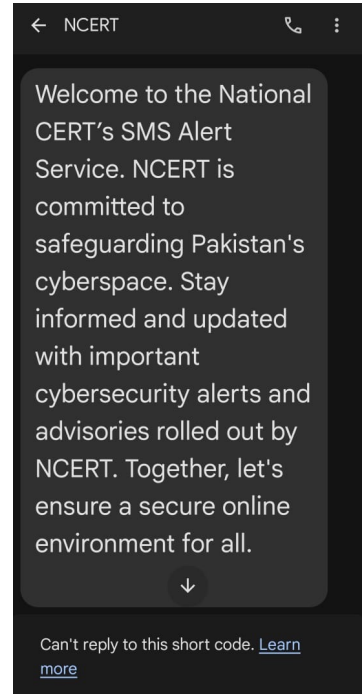 NCERT
Welcome to the National
CERT’s SMS Alert
Service. NCERT is
committed to
safeguarding Pakistan's
cyberspace. Stay
informed and updated
with important
cybersecurity alerts and
advisories rolled out by
NCERT. Together, let's
ensure a secure online
environment for all.
Can't reply to this short code. Learn
more